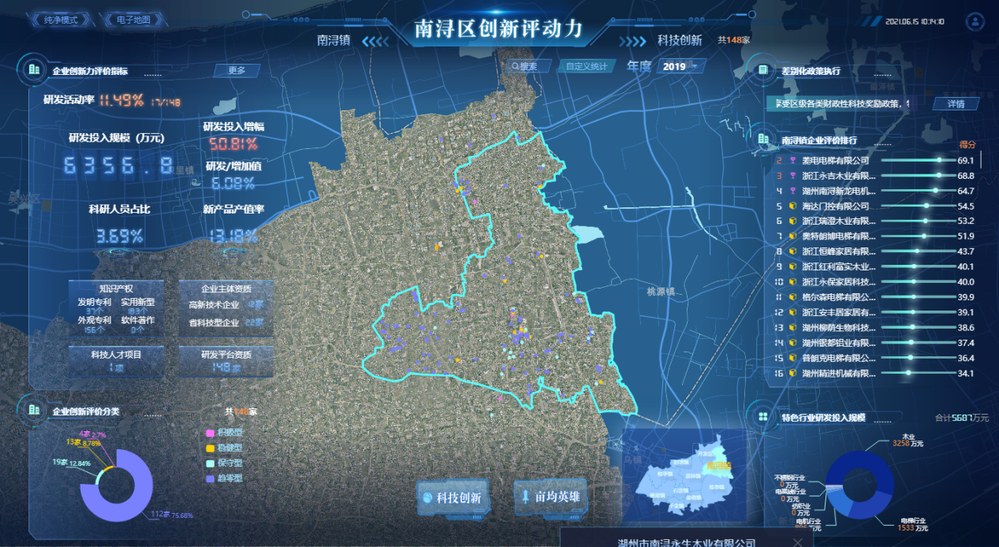 纯净模式
电子地图
南浔区创新评动力
2021.06.15 10:14:10
南浔镇
科技创新
共148家
搜索
自定义统计
年度
2019
企业创新力评价指标
更多
研发活动率 11.49% 17/148
研发投入规模（万元）
6356.8
研发投入增幅
50.81%
研发/增加值
6.08%
科研人员占比
3.69%
新产品产值率
13.18%
知识产权
发明专利 实用新型
37个 183个
外观专利 软件著作
156个 0个
企业主体资质
高新技术企业
省科技型企业 22家
科技人才项目
1项
研发平台资质
148家
企业创新评价分类
共148家
4家 2.7%
13家 8.78%
19家 12.84%
112家 75.68%
积极型
稳健型
保守型
趋零型
桃源镇
乌镇
科技创新
亩均英雄
差别化政策执行
享受区级各类财政性科技奖励政策，
详情
南浔镇企业评价排行
得分
2 菱电电梯有限公司 69.1
3 浙江永吉木业有限... 68.8
4 湖州南浔新龙电机... 64.7
5 海达门控有限公司 54.5
6 浙江瑞澄木业有限... 53.2
7 奥特朗博电梯有限... 51.9
8 浙江恒峰家居有限... 43.7
9 浙江红利富实木业... 40.1
10 浙江永保家居科技... 40.0
11 格尔森电梯有限公... 39.9
12 浙江安丰居家居有... 39.1
13 湖州柳荫生物科技... 38.6
14 湖州银都铝业有限... 37.4
15 普朗克电梯有限公... 36.4
16 湖州精进机械有限... 34.1
特色行业研发投入规模
合计5687万元
木业
3258万元
不锈钢行业
0万元
电磁线行业
0万元
纺织业
0万元
电机行业
896万元
电梯行业
1533万元
湖州市南浔永生木业有限公司